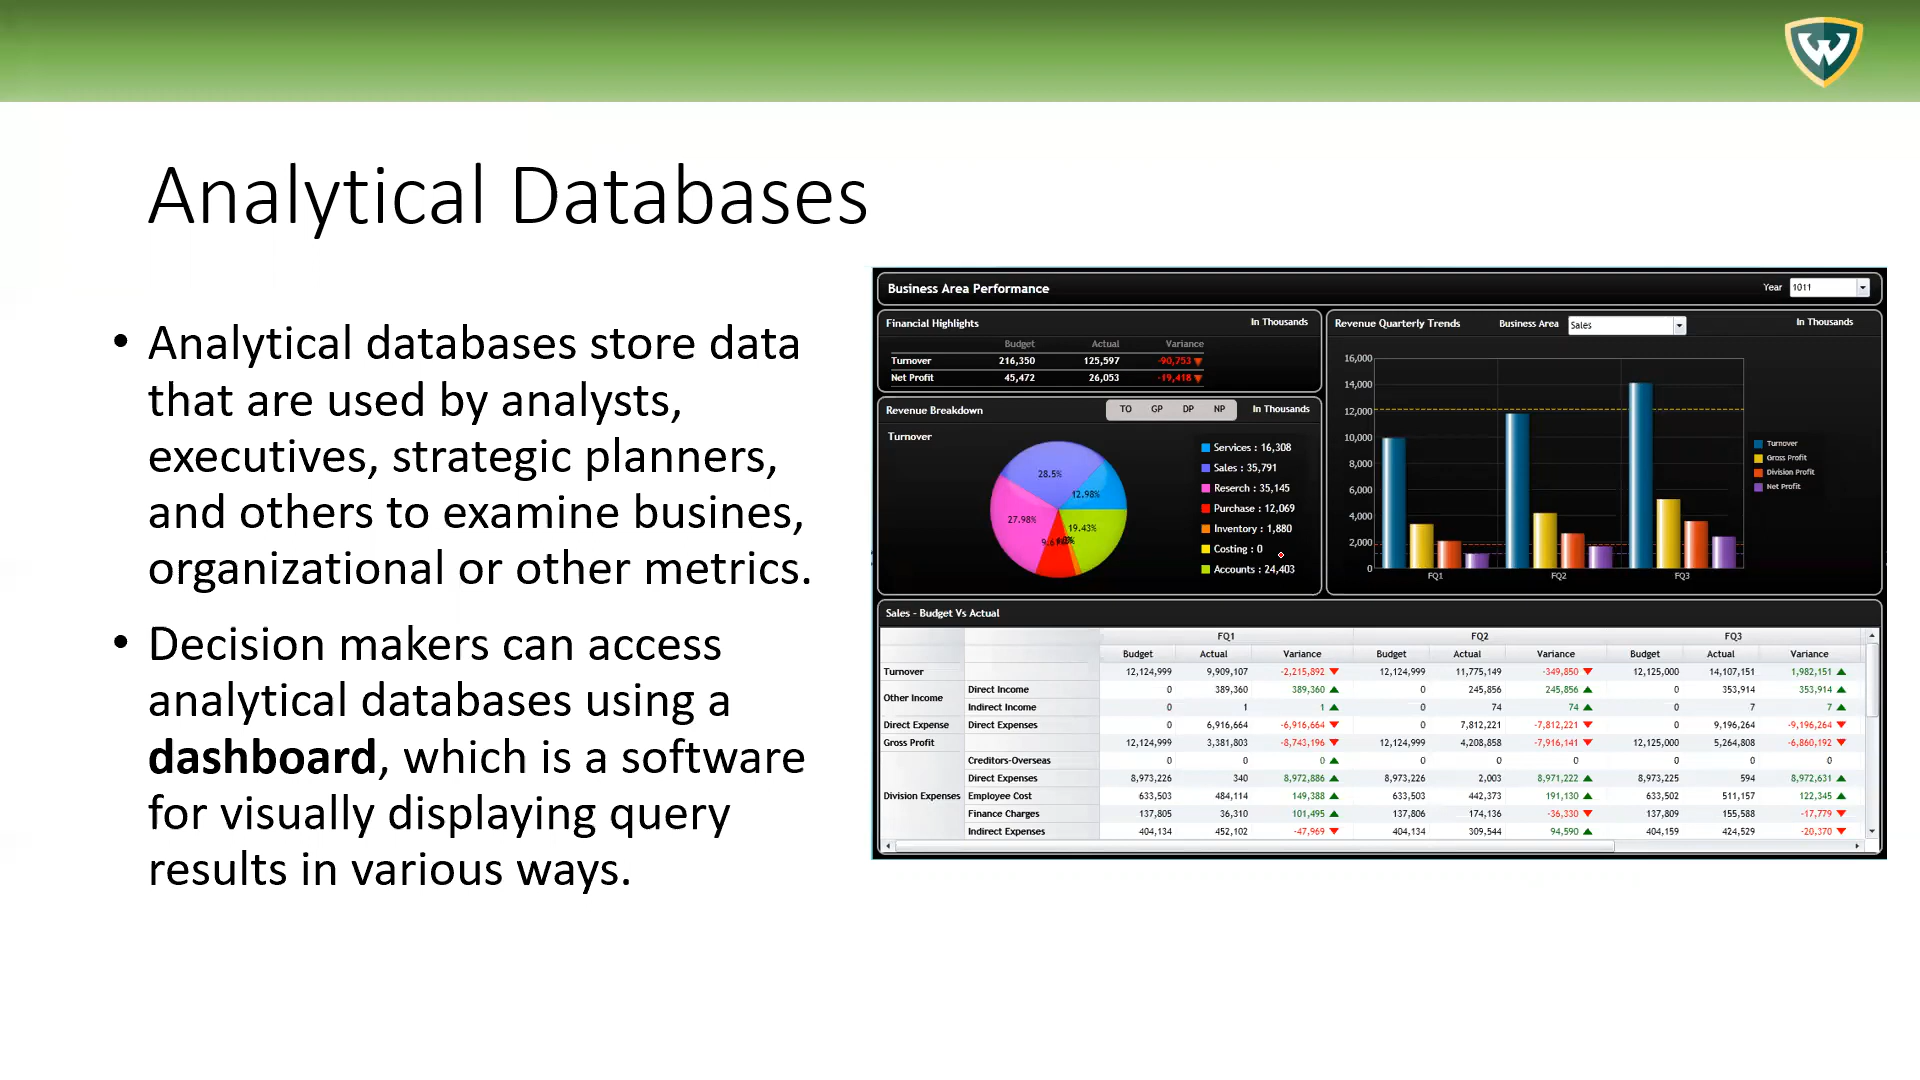 W
Analytical Databases
• Analytical databases store data
that are used by analysts,
executives, strategic planners,
and others to examine busines,
organizational or other metrics.
• Decision makers can access
analytical databases using a
dashboard, which is a software
for visually displaying query
results in various ways.
Business Area Performance Year 1011
Financial Highlights In Thousands
Budget Actual Variance
Turnover 216,350 125,597 -90,753
Net Profit 45,472 26,053 -19,418
Revenue Breakdown TO GP DP NP In Thousands
Turnover
28.5%
12.98%
27.98%
19.43%
Services : 16,308
Sales : 35,791
Reserch : 35,145
Purchase : 12,069
Inventory : 1,880
Costing : 0
Accounts : 24,403
Revenue Quarterly Trends Business Area Sales In Thousands
16,000
14,000
12,000
10,000
8,000
6,000
4,000
2,000
0
FQ1 FQ2 FQ3
Turnover
Gross Profit
Division Profit
Net Profit
Sales - Budget Vs Actual
FQ1 FQ2 FQ3
Budget Actual Variance Budget Actual Variance Budget Actual Variance
Turnover 12,124,999 9,909,107 -2,215,892 12,124,999 11,775,149 -349,850 12,125,000 14,107,151 1,982,151
Other Income Direct Income 0 389,360 389,360 0 245,856 245,856 0 353,914 353,914
Indirect Income 0 1 1 0 74 74 0 7 7
Direct Expense Direct Expenses 0 6,916,664 -6,916,664 0 7,812,221 -7,812,221 0 9,196,264 -9,196,264
Gross Profit 12,124,999 3,381,803 -8,743,196 12,124,999 4,208,858 -7,916,141 12,125,000 5,264,808 -6,860,192
Creditors-Overseas 0 0 0 0 0 0 0 0 0
Direct Expenses 8,973,226 340 8,972,886 8,973,226 2,003 8,971,222 8,973,225 594 8,972,631
Division Expenses Employee Cost 633,503 484,114 149,388 633,503 442,373 191,130 633,502 511,157 122,345
Finance Charges 137,805 36,310 101,495 137,806 174,136 -36,330 137,809 155,588 -17,779
Indirect Expenses 404,134 452,102 -47,969 404,134 309,544 94,590 404,159 424,529 -20,370